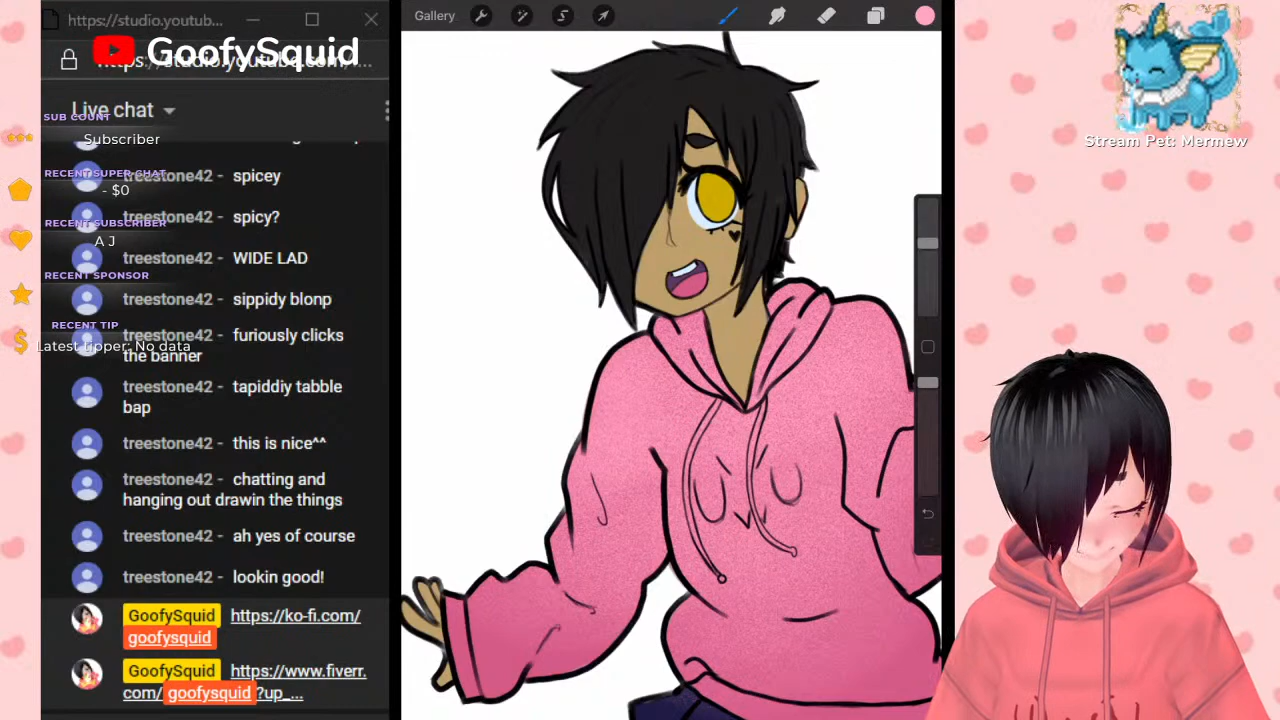 https://studio.youtub...
GoofySquid
https://studio.youtube.com/...
Live chat
SUB COUNT
Subscriber
RECENT SUPER CHAT
- $0
RECENT SUBSCRIBER
A J
RECENT SPONSOR
RECENT TIP
Latest tipper: No data
treestone42 - spicey
treestone42 - spicy?
treestone42 - WIDE LAD
treestone42 - sippidy blonp
treestone42 - furiously clicks
the banner
treestone42 - tapiddiy tabble
bap
treestone42 - this is nice^^
treestone42 - chatting and
hanging out drawin the things
treestone42 - ah yes of course
treestone42 - lookin good!
GoofySquid https://ko-fi.com/
goofysquid
GoofySquid https://www.fiverr.
com/goofysquid?up_...
Gallery
Stream Pet: Mermew